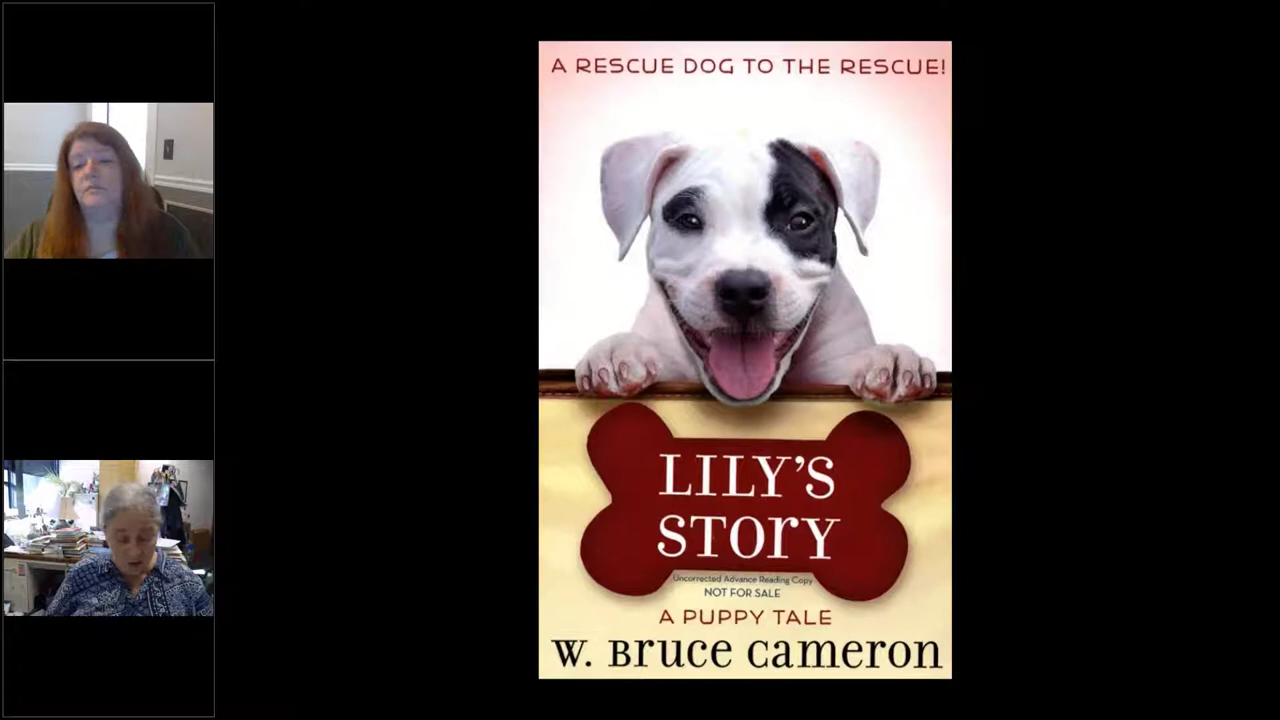 A RESCUE DOG TO THE RESCUE!
LILY'S
STORY
Uncorrected Advance Reading Copy
NOT FOR SALE
A PUPPY TALE
W. Bruce Cameron